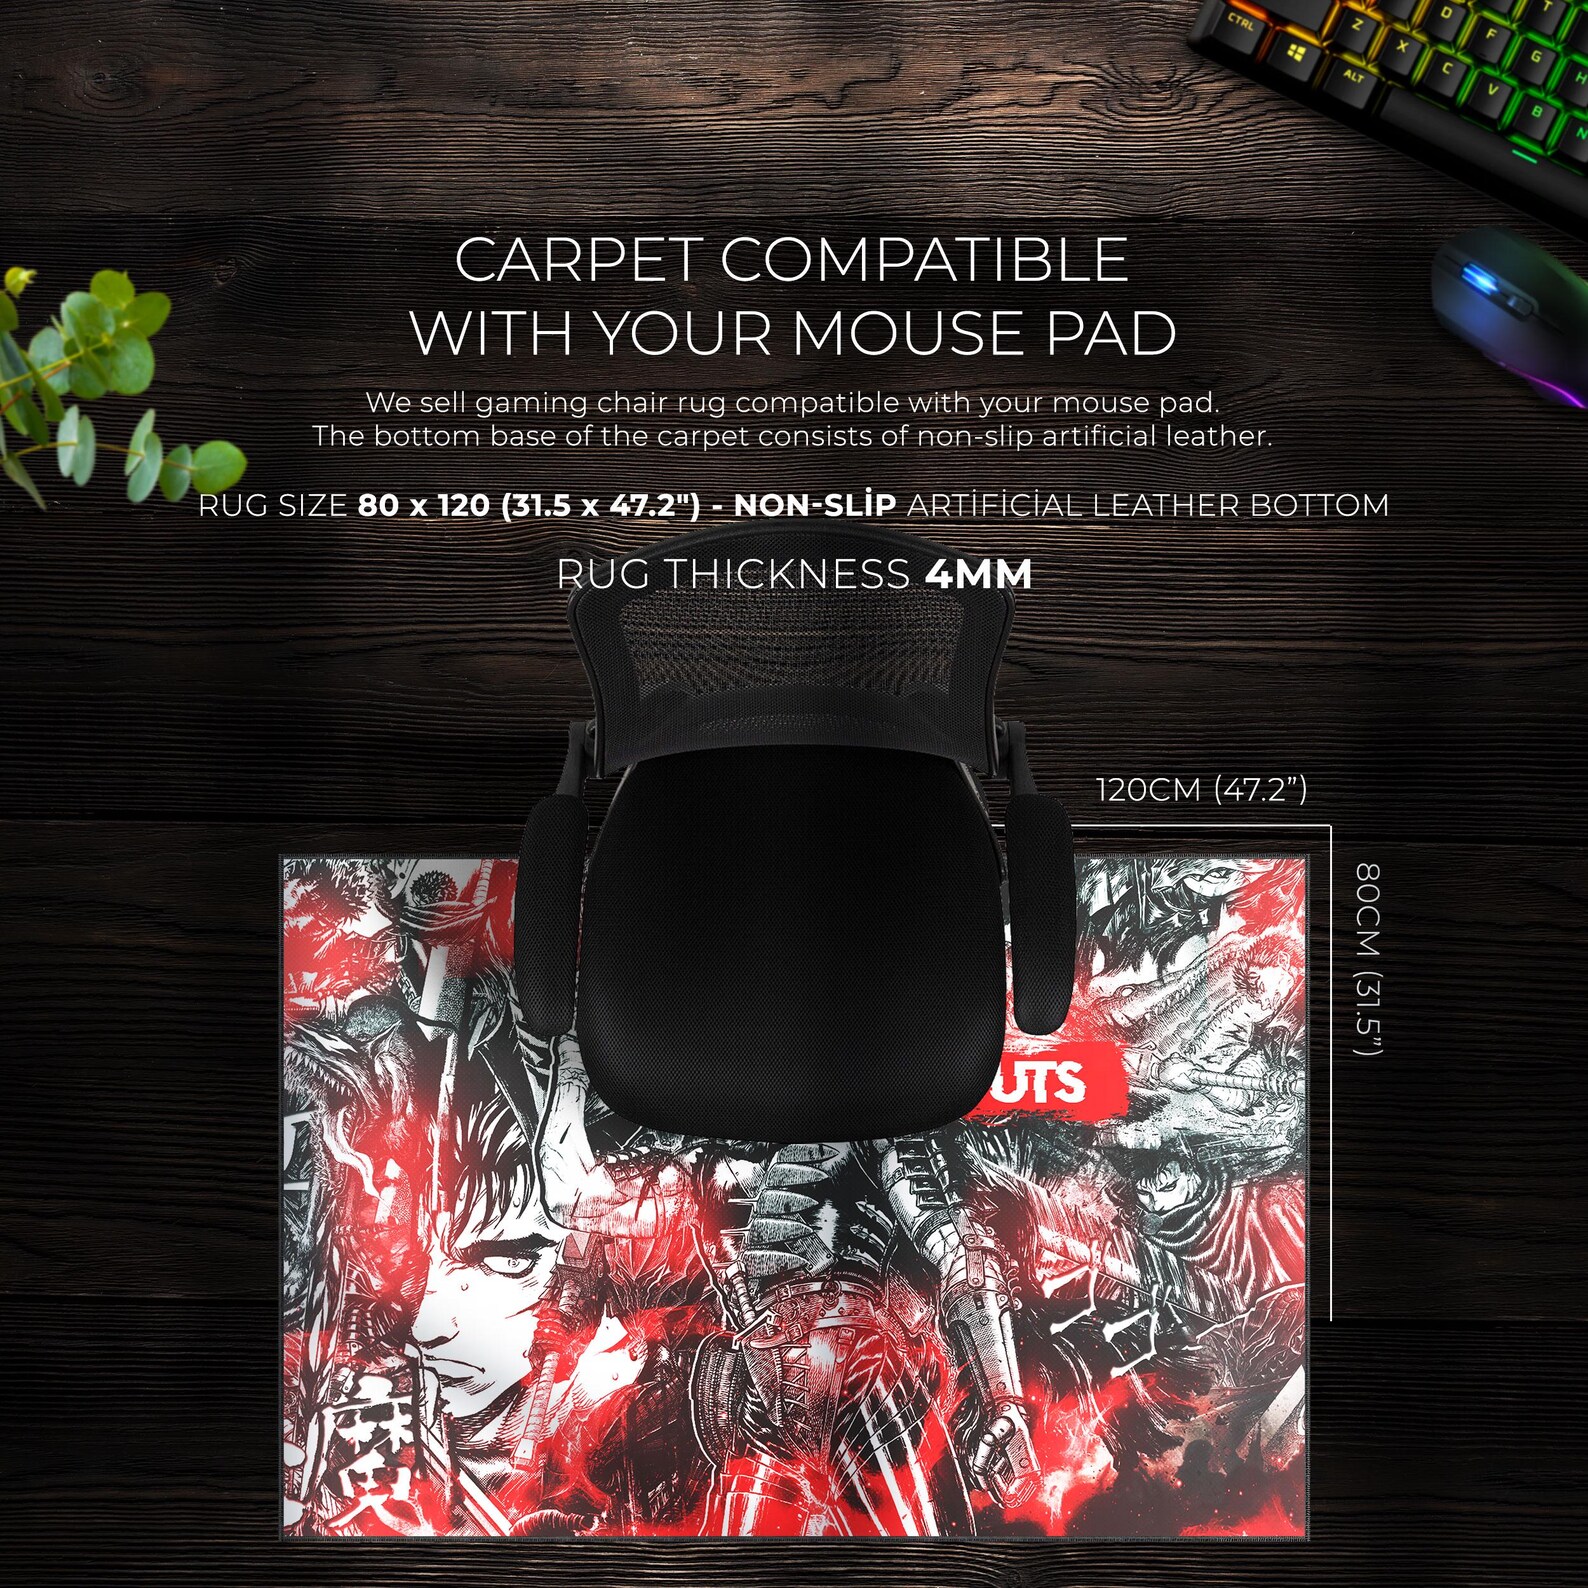 CTRL
ALT
Z
X
C
V
B
N
D
F
G
H
T
CARPET COMPATIBLE
WITH YOUR MOUSE PAD
We sell gaming chair rug compatible with your mouse pad.
The bottom base of the carpet consists of non-slip artificial leather.
RUG SIZE 80 x 120 (31.5 x 47.2") - NON-SLİP ARTİFİCİAL LEATHER BOTTOM
RUG THICKNESS 4MM
120CM (47.2”)
80CM (31.5”)
UTS